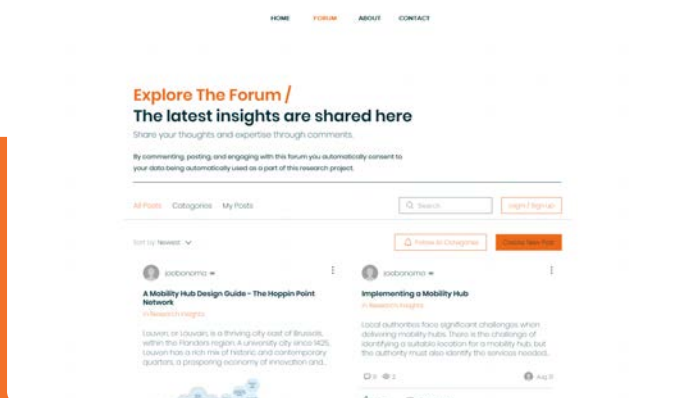 HOME FORUM ABOUT CONTACT
Explore The Forum /
The latest insights are shared here
Share your thoughts and expertise through comments.
By commenting, posting, and engaging with this forum you automatically consent to
your data being automatically used as a part of this research project.
All Posts Categories My Posts
Search
Login / Sign up
Sort by: Newest
Follow All Categories
Create New Post
A Mobility Hub Design Guide - The Hoppin Point
Network
in Research Insights
Leuven, or Louvain, is a thriving city east of Brussels,
within the Flanders region. A university city since 1425,
Leuven has a rich mix of historic and contemporary
quarters, a prospering economy of innovation and...
Implementing a Mobility Hub
in Research Insights
Local authorities face significant challenges when
delivering mobility hubs. There is the challenge of
identifying a suitable location for a mobility hub, but
the authority must also identify the services needed...